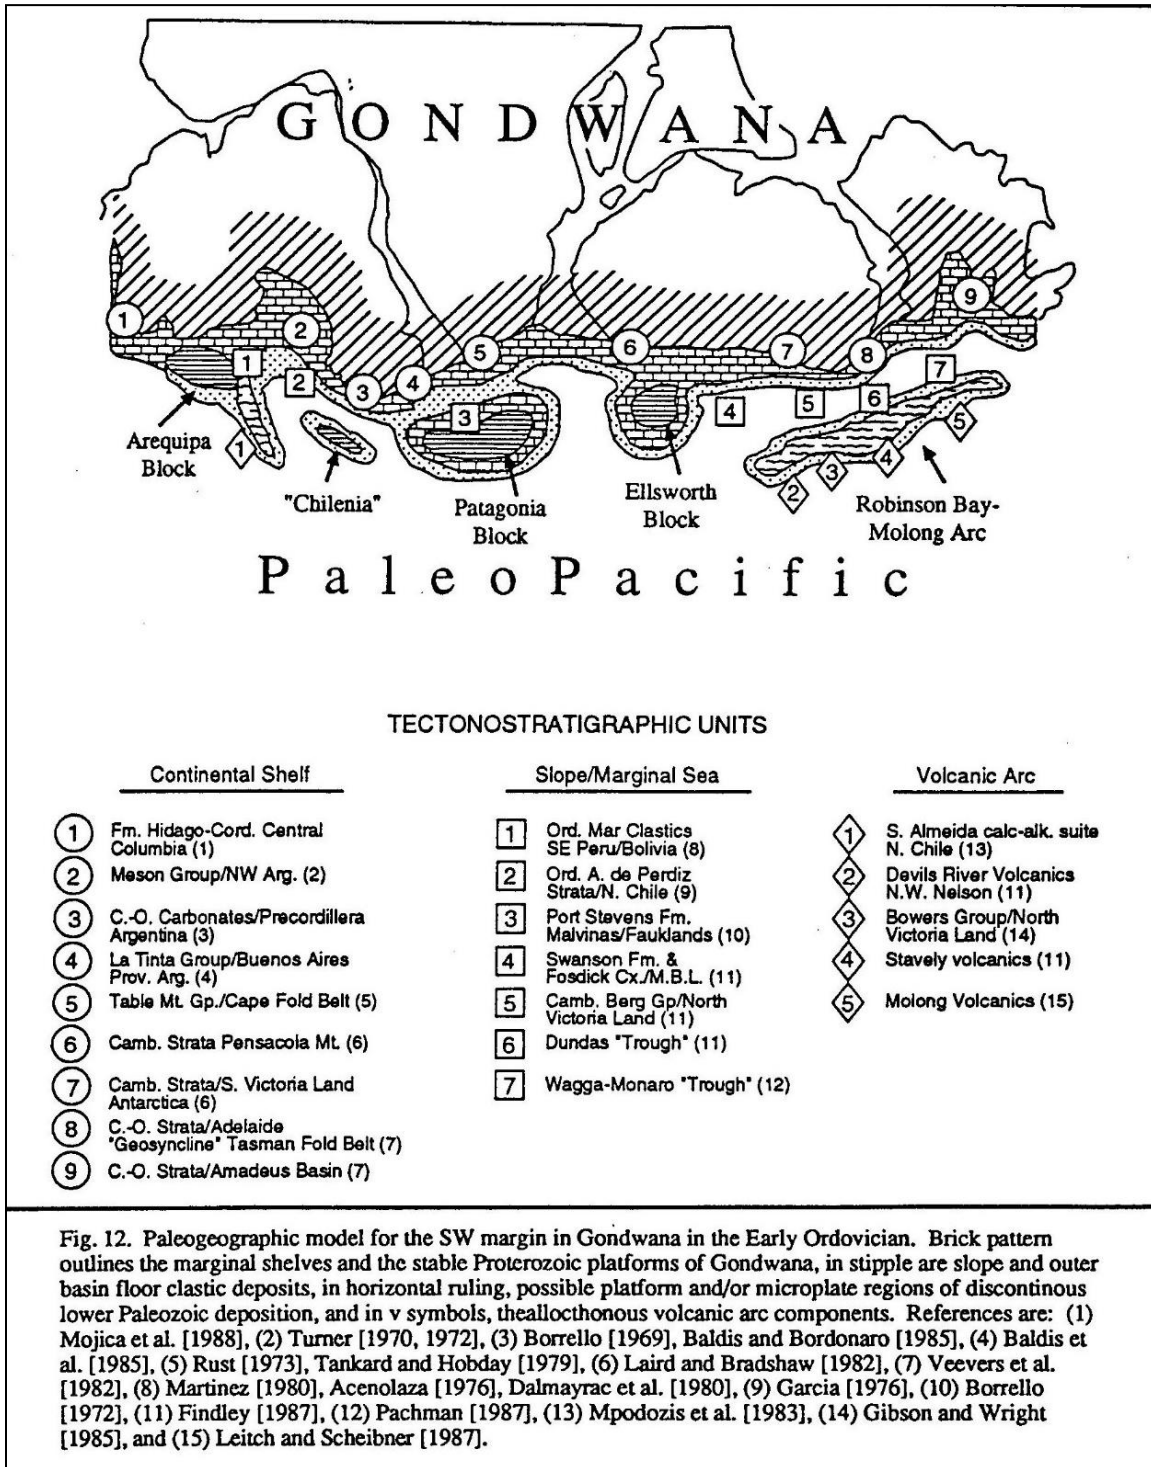 GONDWANA
1
2
3
4
5
6
7
8
9
1
2
3
4
5
6
7
1
2
3
4
5
Arequipa
Block
"Chilenia"
Patagonia
Block
Ellsworth
Block
Robinson Bay-
Molong Arc
PaleoPacific
TECTONOSTRATIGRAPHIC UNITS
Continental Shelf
1 Fm. Hidago-Cord. Central
Columbia (1)
2 Meson Group/NW Arg. (2)
3 C.-O. Carbonates/Precordillera
Argentina (3)
4 La Tinta Group/Buenos Aires
Prov. Arg. (4)
5 Table Mt. Gp./Cape Fold Belt (5)
6 Camb. Strata Pensacola Mt. (6)
7 Camb. Strata/S. Victoria Land
Antarctica (6)
8 C.-O. Strata/Adelaide
"Geosyncline" Tasman Fold Belt (7)
9 C.-O. Strata/Amadeus Basin (7)
Slope/Marginal Sea
1 Ord. Mar Clastics
SE Peru/Bolivia (8)
2 Ord. A. de Perdiz
Strata/N. Chile (9)
3 Port Stevens Fm.
Malvinas/Fauklands (10)
4 Swanson Fm. &
Fosdick Cx./M.B.L. (11)
5 Camb. Berg Gp/North
Victoria Land (11)
6 Dundas "Trough" (11)
7 Wagga-Monaro "Trough" (12)
Volcanic Arc
1 S. Almeida calc-alk. suite
N. Chile (13)
2 Devils River Volcanics
N.W. Nelson (11)
3 Bowers Group/North
Victoria Land (14)
4 Stavely volcanics (11)
5 Molong Volcanics (15)
Fig. 12. Paleogeographic model for the SW margin in Gondwana in the Early Ordovician. Brick pattern
outlines the marginal shelves and the stable Proterozoic platforms of Gondwana, in stipple are slope and outer
basin floor clastic deposits, in horizontal ruling, possible platform and/or microplate regions of discontinous
lower Paleozoic deposition, and in v symbols, theallocthonous volcanic arc components. References are: (1)
Mojica et al. [1988], (2) Turner [1970, 1972], (3) Borrello [1969], Baldis and Bordonaro [1985], (4) Baldis et
al. [1985], (5) Rust [1973], Tankard and Hobday [1979], (6) Laird and Bradshaw [1982], (7) Veevers et al.
[1982], (8) Martinez [1980], Acenolaza [1976], Dalmayrac et al. [1980], (9) Garcia [1976], (10) Borrello
[1972], (11) Findley [1987], (12) Pachman [1987], (13) Mpodozis et al. [1983], (14) Gibson and Wright
[1985], and (15) Leitch and Scheibner [1987].